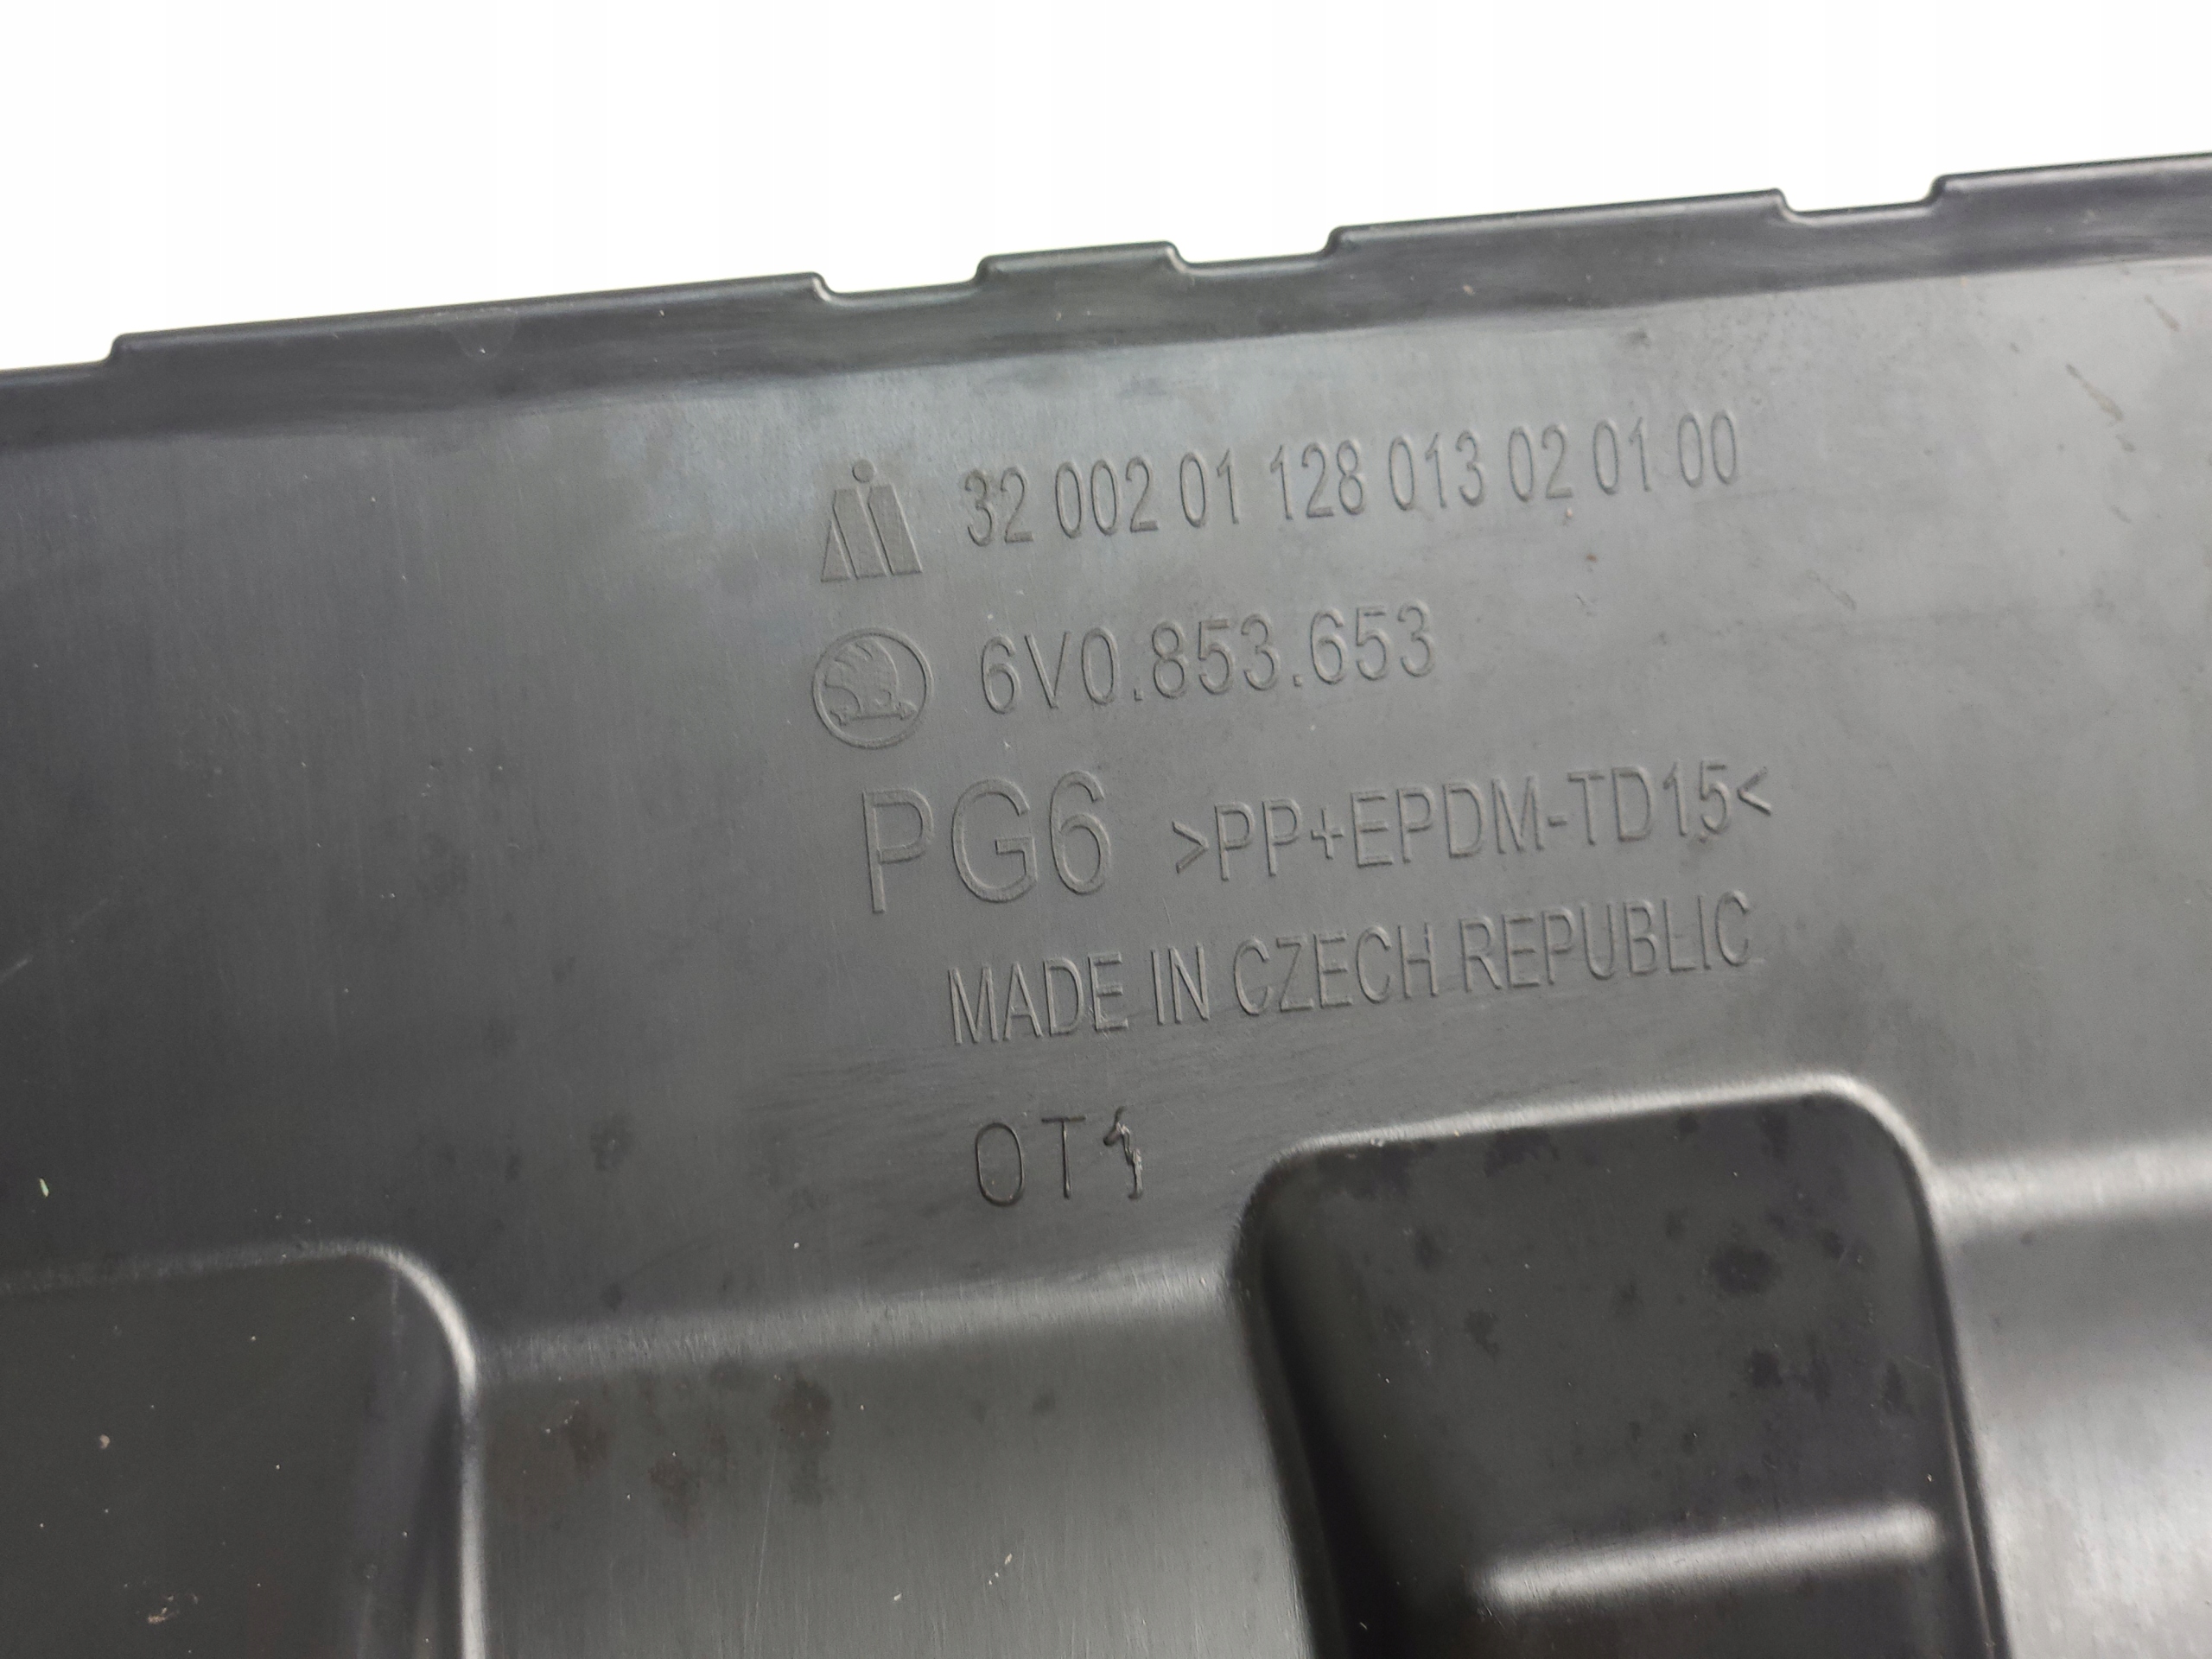 32 002 01 128 013 02 01 00
6V0.853.653
PG6 >PP+EPDM-TD15<
MADE IN CZECH REPUBLIC
OT1